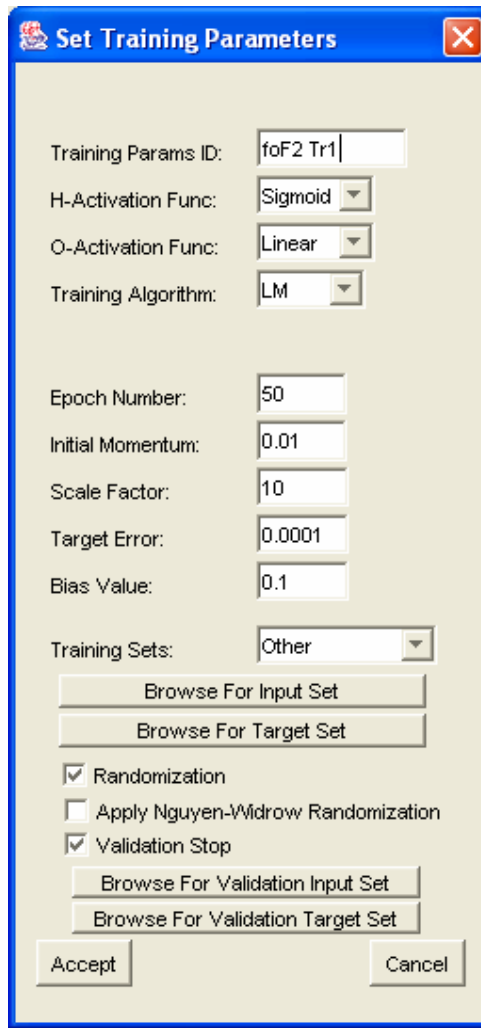 Set Training Parameters
Training Params ID: foF2 Tr1
H-Activation Func: Sigmoid
O-Activation Func: Linear
Training Algorithm: LM
Epoch Number: 50
Initial Momentum: 0.01
Scale Factor: 10
Target Error: 0.0001
Bias Value: 0.1
Training Sets: Other
Browse For Input Set
Browse For Target Set
Randomization
Apply Nguyen-Widrow Randomization
Validation Stop
Browse For Validation Input Set
Browse For Validation Target Set
Accept Cancel